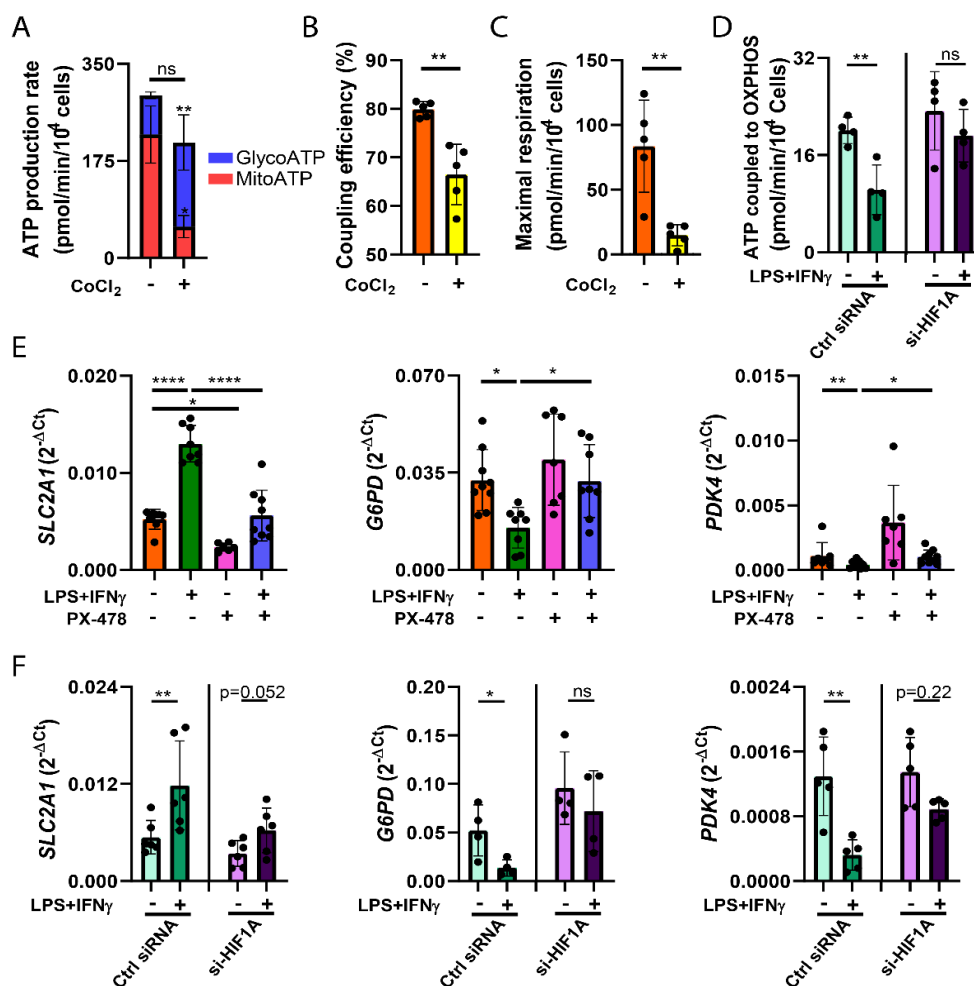 A
ATP production rate
(pmol/min/10⁴ cells)
350
175
0
ns
**
*
GlycoATP
MitoATP
CoCl₂ - +
B
Coupling efficiency (%)
100
90
80
70
60
50
**
CoCl₂ - +
C
Maximal respiration
(pmol/min/10⁴ cells)
150
100
50
0
**
CoCl₂ - +
D
ATP coupled to OXPHOS
(pmol/min/10⁴ Cells)
32
16
0
** ns
LPS+IFNγ - + - +
Ctrl siRNA si-HIF1A
E
SLC2A1 (2^-ΔCt)
0.020
0.010
0.000
**** ****
*
LPS+IFNγ - + - +
PX-478 - - + +
G6PD (2^-ΔCt)
0.070
0.035
0.000
* *
LPS+IFNγ - + - +
PX-478 - - + +
PDK4 (2^-ΔCt)
0.015
0.010
0.005
0.000
** *
LPS+IFNγ - + - +
PX-478 - - + +
F
SLC2A1 (2^-ΔCt)
0.024
0.012
0.000
** p=0.052
LPS+IFNγ - + - +
Ctrl siRNA si-HIF1A
G6PD (2^-ΔCt)
0.20
0.15
0.10
0.05
0.00
* ns
LPS+IFNγ - + - +
Ctrl siRNA si-HIF1A
PDK4 (2^-ΔCt)
0.0024
0.0016
0.0008
0.0000
** p=0.22
LPS+IFNγ - + - +
Ctrl siRNA si-HIF1A